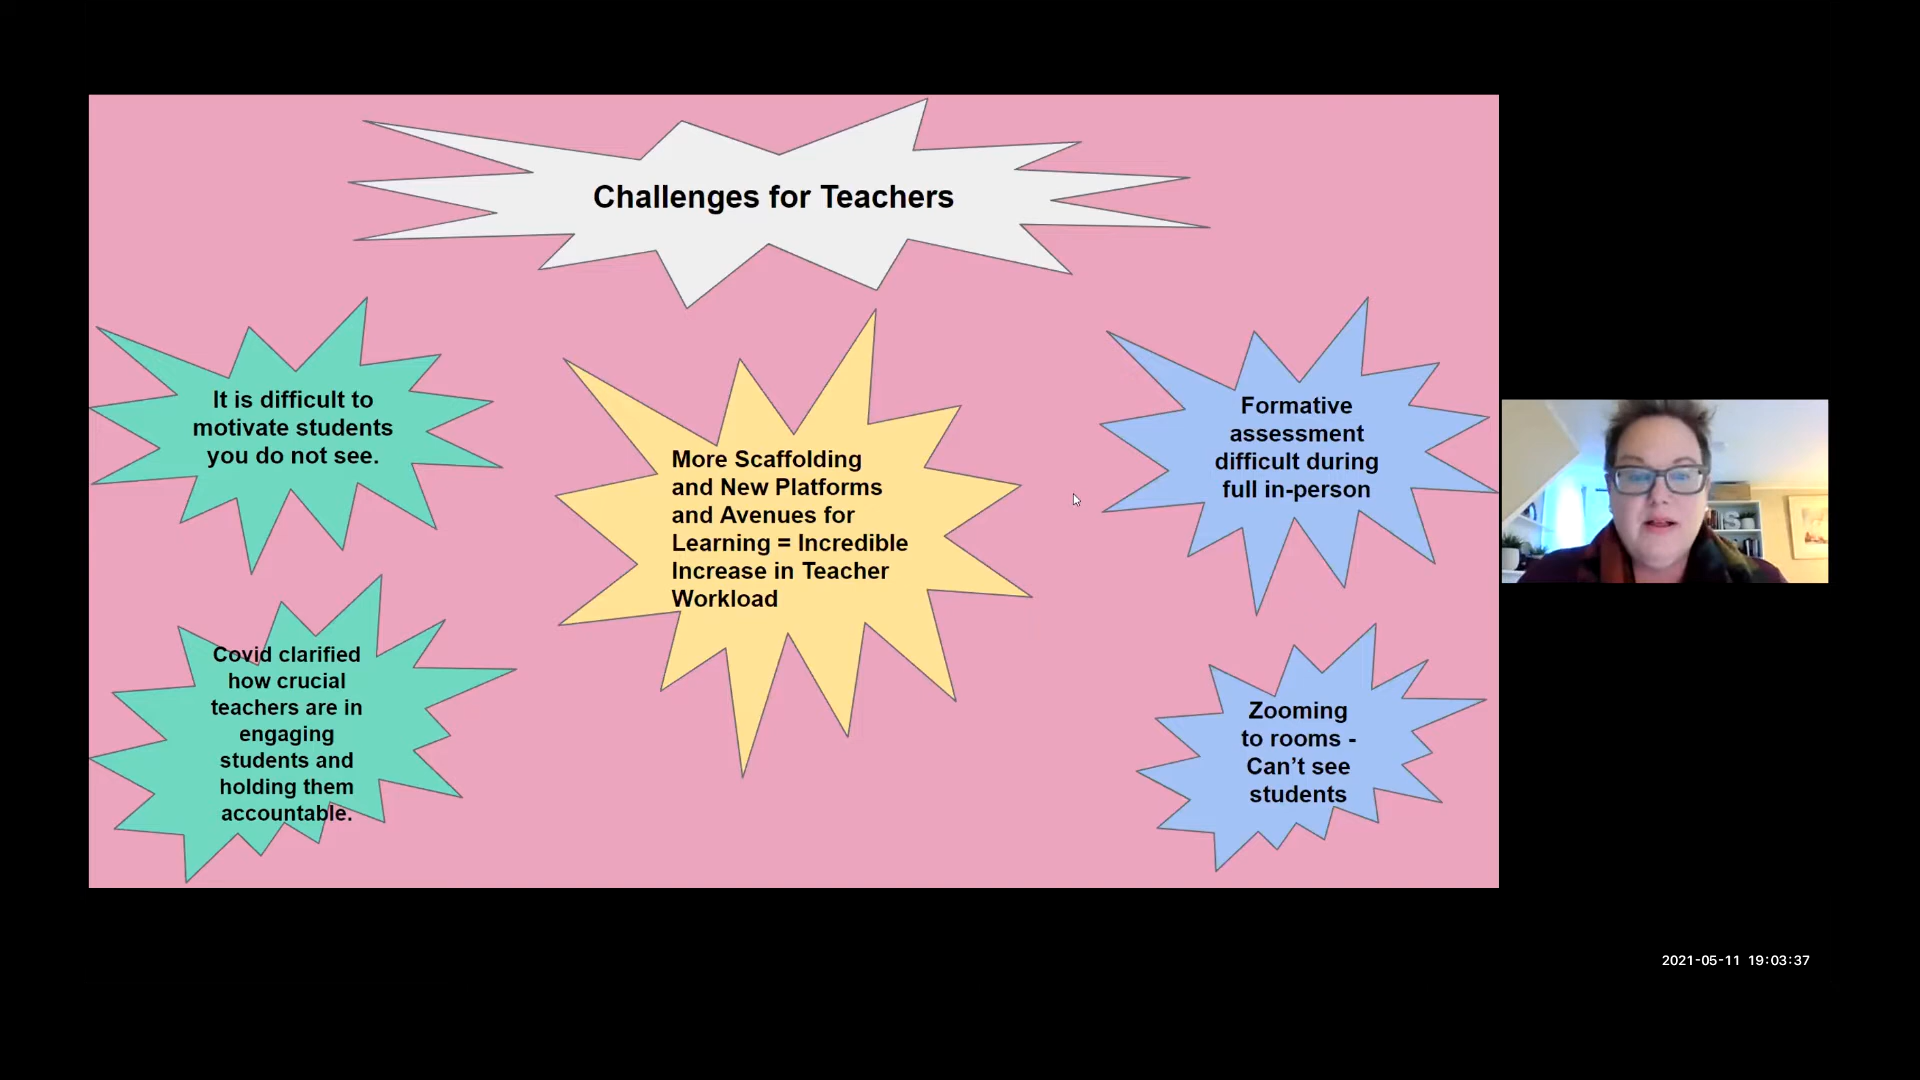 Challenges for Teachers
It is difficult to
motivate students
you do not see.
Covid clarified
how crucial
teachers are in
engaging
students and
holding them
accountable.
More Scaffolding
and New Platforms
and Avenues for
Learning = Incredible
Increase in Teacher
Workload
Formative
assessment
difficult during
full in-person
Zooming
to rooms -
Can’t see
students
S
2021-05-11 19:03:37